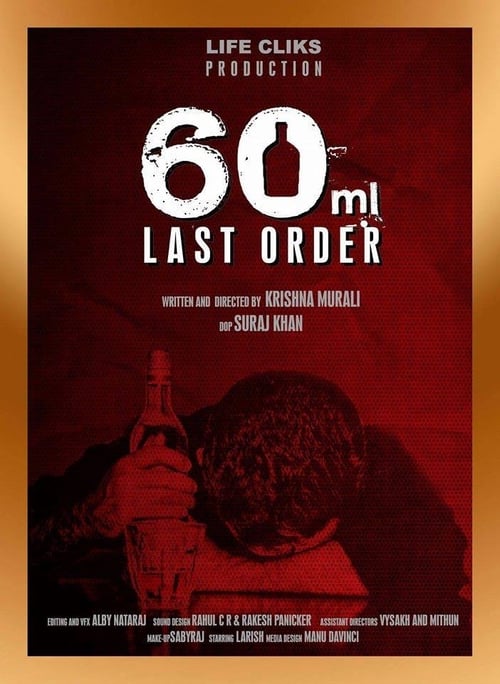 LIFE CLIKS
PRODUCTION
60ml
LAST ORDER
WRITTEN AND DIRECTED BY KRISHNA MURALI
DOP SURAJ KHAN
EDITING AND VFX ALBY NATARAJ SOUND DESIGN RAHUL C R & RAKESH PANICKER ASSISTANT DIRECTORS VYSAKH AND MITHUN
MAKE-UP SABYRAJ STARRING LARISH MEDIA DESIGN MANU DAVINCI